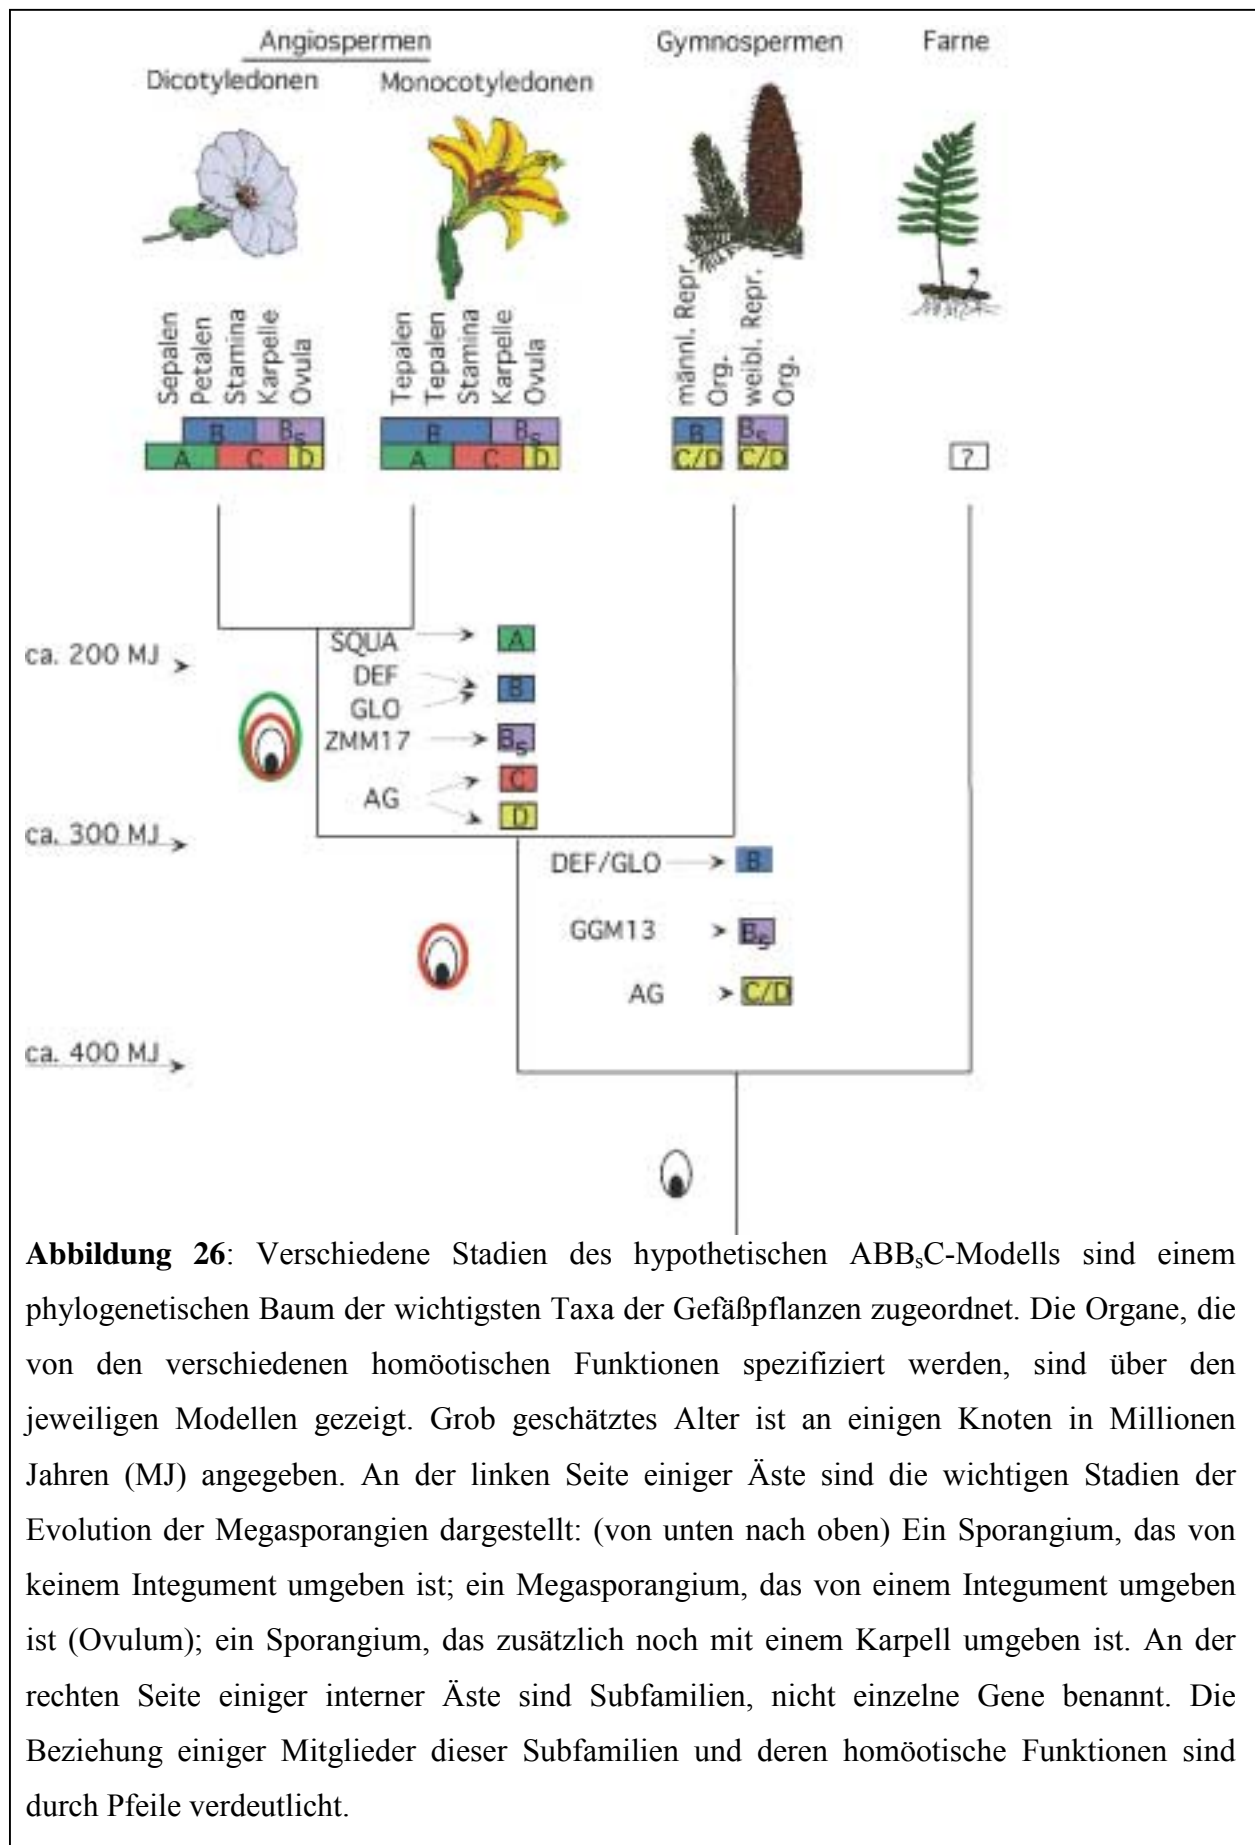 Angiospermen
Gymnospermen
Farne
Dicotyledonen
Monocotyledonen
Sepalen
Petalen
Stamina
Karpelle
Ovula
Tepalen
Tepalen
Stamina
Karpelle
Ovula
männl. Repr.
Org.
weibl. Repr.
Org.
B Bs
A C D
B Bs
A C D
B
C/D
Bs
C/D
?
SQUA A
ca. 200 MJ
DEF
GLO
B
ZMM17 Bs
AG
C
D
ca. 300 MJ
DEF/GLO B
GGM13 Bs
AG C/D
ca. 400 MJ
Abbildung 26: Verschiedene Stadien des hypothetischen ABBsC-Modells sind einem
phylogenetischen Baum der wichtigsten Taxa der Gefäßpflanzen zugeordnet. Die Organe, die
von den verschiedenen homöotischen Funktionen spezifiziert werden, sind über den
jeweiligen Modellen gezeigt. Grob geschätztes Alter ist an einigen Knoten in Millionen
Jahren (MJ) angegeben. An der linken Seite einiger Äste sind die wichtigen Stadien der
Evolution der Megasporangien dargestellt: (von unten nach oben) Ein Sporangium, das von
keinem Integument umgeben ist; ein Megasporangium, das von einem Integument umgeben
ist (Ovulum); ein Sporangium, das zusätzlich noch mit einem Karpell umgeben ist. An der
rechten Seite einiger interner Äste sind Subfamilien, nicht einzelne Gene benannt. Die
Beziehung einiger Mitglieder dieser Subfamilien und deren homöotische Funktionen sind
durch Pfeile verdeutlicht.